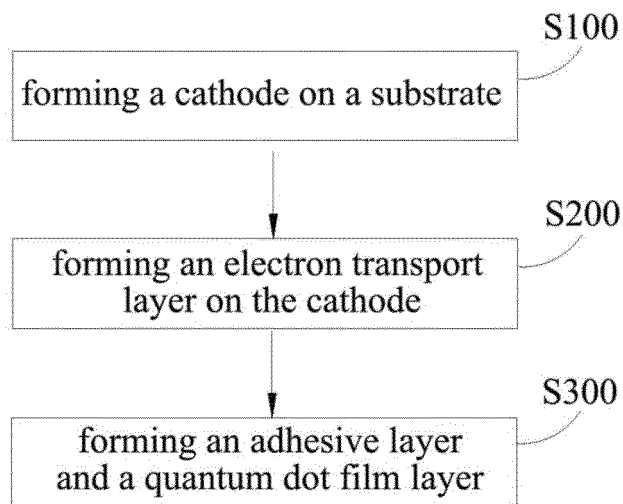 S100
forming a cathode on a substrate
S200
forming an electron transport
layer on the cathode
S300
forming an adhesive layer
and a quantum dot film layer